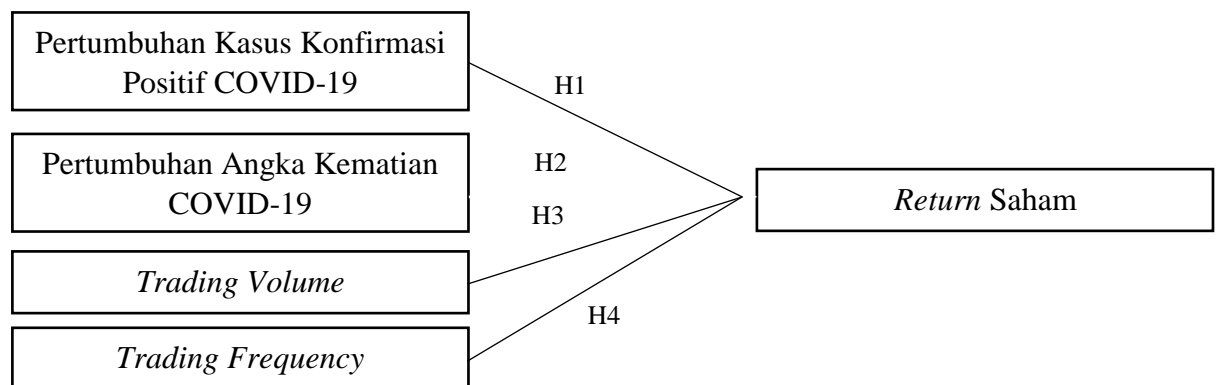 Pertumbuhan Kasus Konfirmasi
Positif COVID-19
H1
Pertumbuhan Angka Kematian
COVID-19
H2
H3
Return Saham
Trading Volume
H4
Trading Frequency